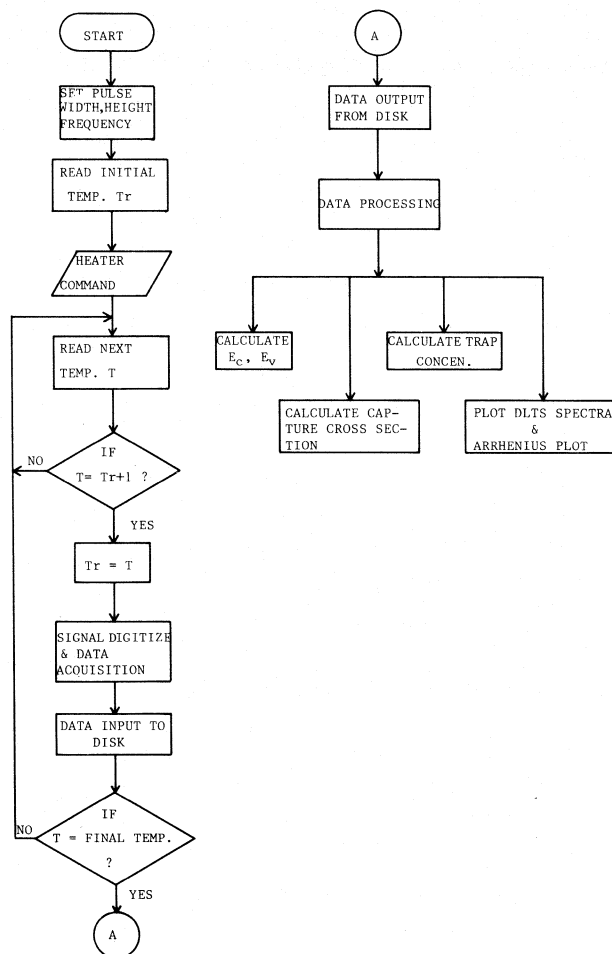 START
SET PULSE
WIDTH,HEIGHT
FREQUENCY
READ INITIAL
TEMP. Tr
HEATER
COMMAND
READ NEXT
TEMP. T
IF
T= Tr+1 ?
NO
YES
Tr = T
SIGNAL DIGITIZE
& DATA
ACQUISITION
DATA INPUT TO
DISK
IF
T = FINAL TEMP.
?
NO
YES
A
A
DATA OUTPUT
FROM DISK
DATA PROCESSING
CALCULATE
E_C, E_V
CALCULATE CAP-
TURE CROSS SEC-
TION
CALCULATE TRAP
CONCEN.
PLOT DLTS SPECTRA
&
ARRHENIUS PLOT